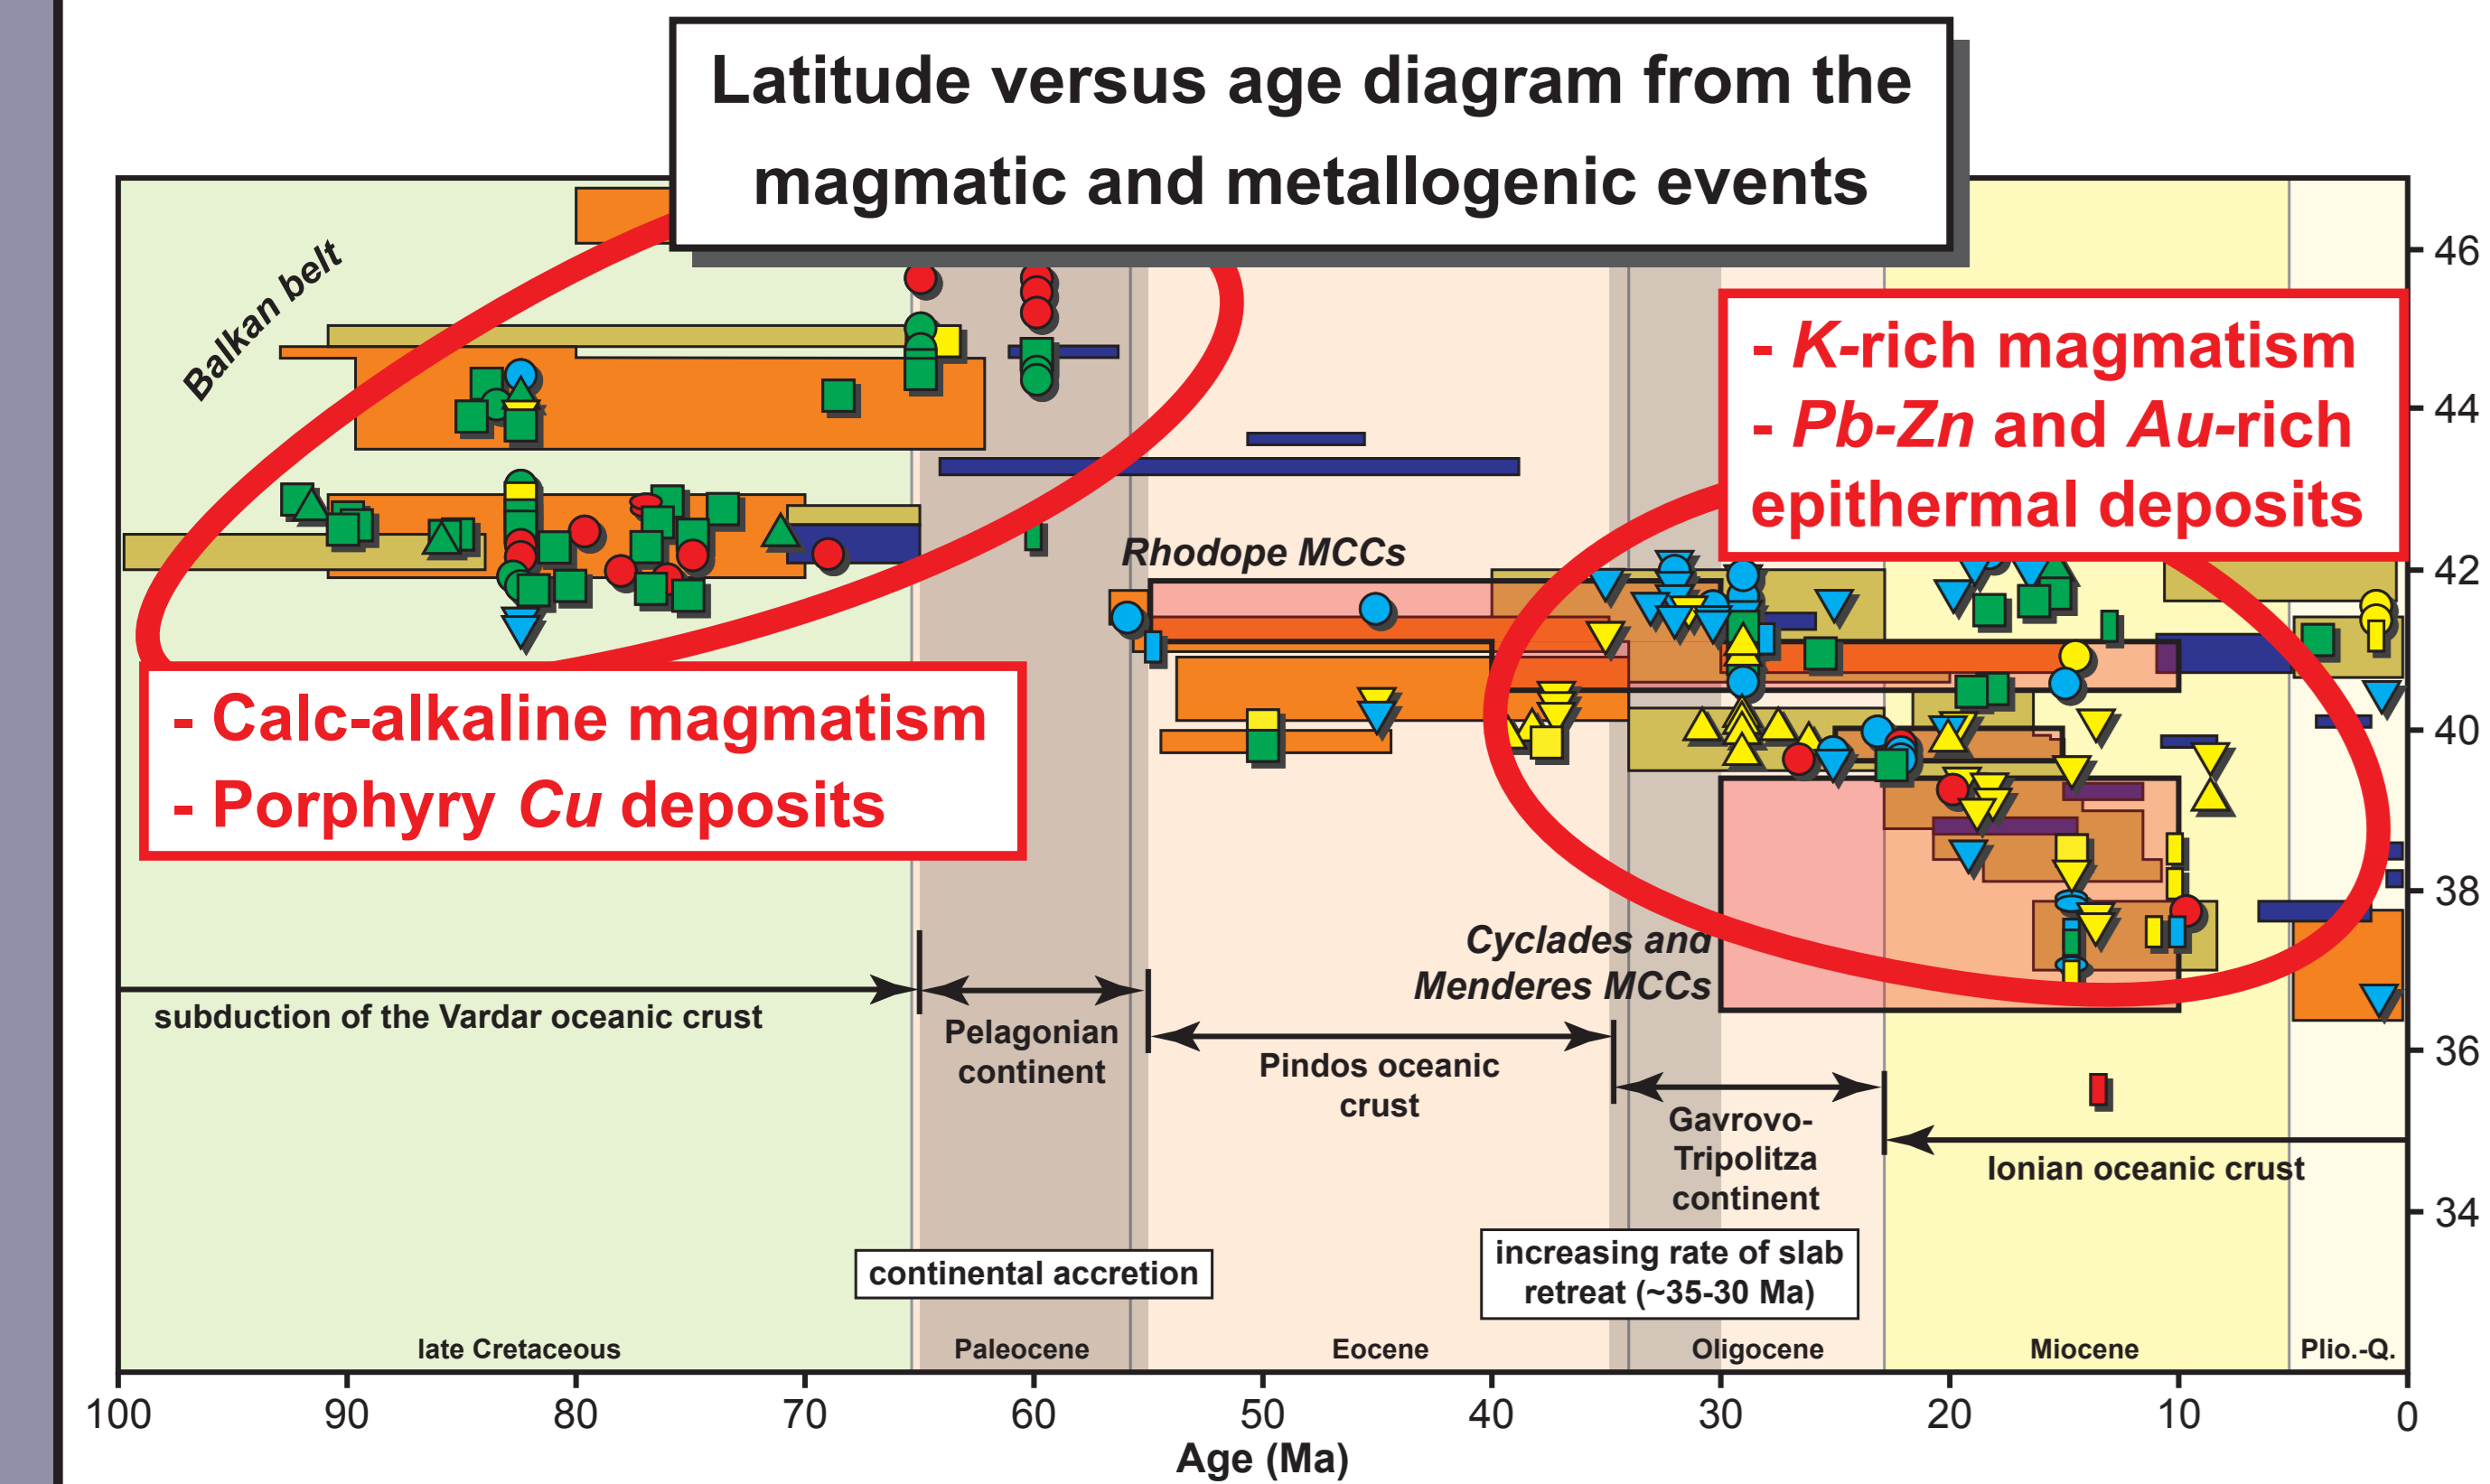 Latitude versus age diagram from the
magmatic and metallogenic events
Balkan belt
- K-rich magmatism
- Pb-Zn and Au-rich
epithermal deposits
Rhodope MCCs
- Calc-alkaline magmatism
- Porphyry Cu deposits
Cyclades and
Menderes MCCs
subduction of the Vardar oceanic crust
Pelagonian
continent
Pindos oceanic
crust
Gavrovo-
Tripolitza
continent
Ionian oceanic crust
continental accretion
increasing rate of slab
retreat (~35-30 Ma)
late Cretaceous
Paleocene
Eocene
Oligocene
Miocene
Plio.-Q.
46
44
42
40
38
36
34
100 90 80 70 60 50 40 30 20 10 0
Age (Ma)